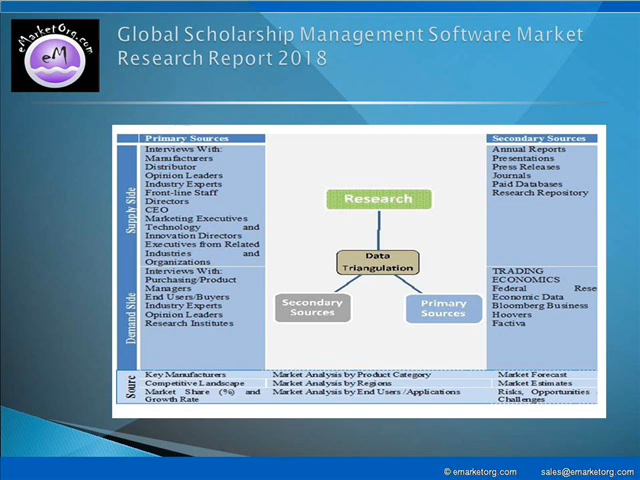 eMarketOrg.com
eM
Global Scholarship Management Software Market
Research Report 2018
Primary Sources
Secondary Sources
Supply Side
Interviews With:
Manufacturers
Distributor
Opinion Leaders
Industry Experts
Front-line Staff
Directors
CEO
Marketing Executives
Technology and
Innovation Directors
Executives from Related
Industries and
Organizations
Annual Reports
Presentations
Press Releases
Journals
Paid Databases
Research Repository
Research
Data
Triangulation
Secondary
Sources
Primary
Sources
Demand Side
Interviews With:
Purchasing/Product
Managers
End Users/Buyers
Industry Experts
Opinion Leaders
Research Institutes
TRADING
ECONOMICS
Federal Rese
Economic Data
Bloomberg Business
Hoovers
Factiva
Sourc
Key Manufacturers
Competitive Landscape
Market Share (%) and
Growth Rate
Market Analysis by Product Category
Market Analysis by Regions
Market Analysis by End Users /Applications
Market Forecast
Market Estimates
Risks, Opportunities
Challenges
© emarketorg.com
sales@emarketorg.com